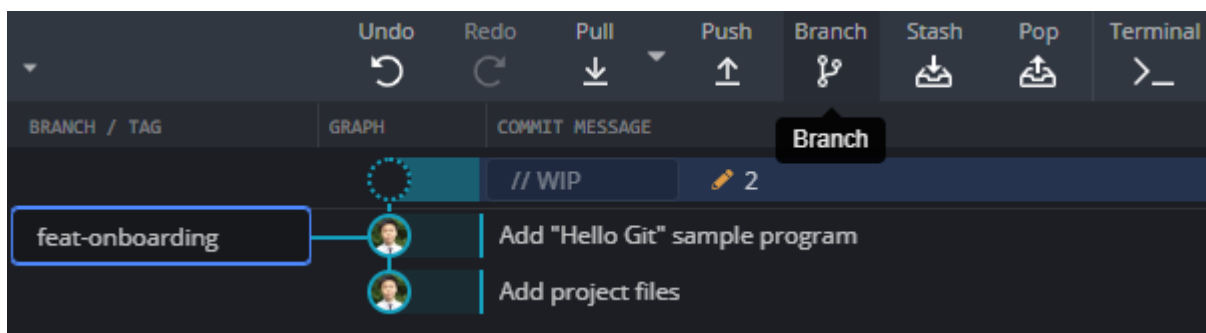 Undo Redo Pull Push Branch Stash Pop Terminal
BRANCH / TAG GRAPH COMMIT MESSAGE
Branch
// WIP 2
feat-onboarding Add "Hello Git" sample program
Add project files